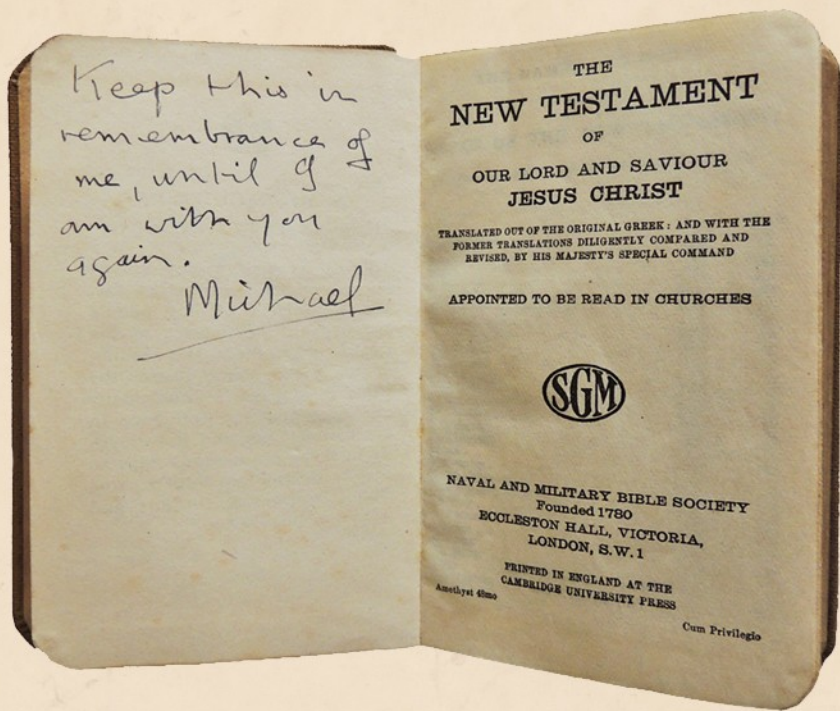 Keep this in
remembrance of
me, until I
am with you
again.
Michael
THE
NEW TESTAMENT
OF
OUR LORD AND SAVIOUR
JESUS CHRIST
TRANSLATED OUT OF THE ORIGINAL GREEK : AND WITH THE
FORMER TRANSLATIONS DILIGENTLY COMPARED AND
REVISED, BY HIS MAJESTY'S SPECIAL COMMAND
APPOINTED TO BE READ IN CHURCHES
SGM
NAVAL AND MILITARY BIBLE SOCIETY
Founded 1780
ECCLESTON HALL, VICTORIA,
LONDON, S.W. 1
PRINTED IN ENGLAND AT THE
CAMBRIDGE UNIVERSITY PRESS
Amethyst 48mo
Cum Privilegio